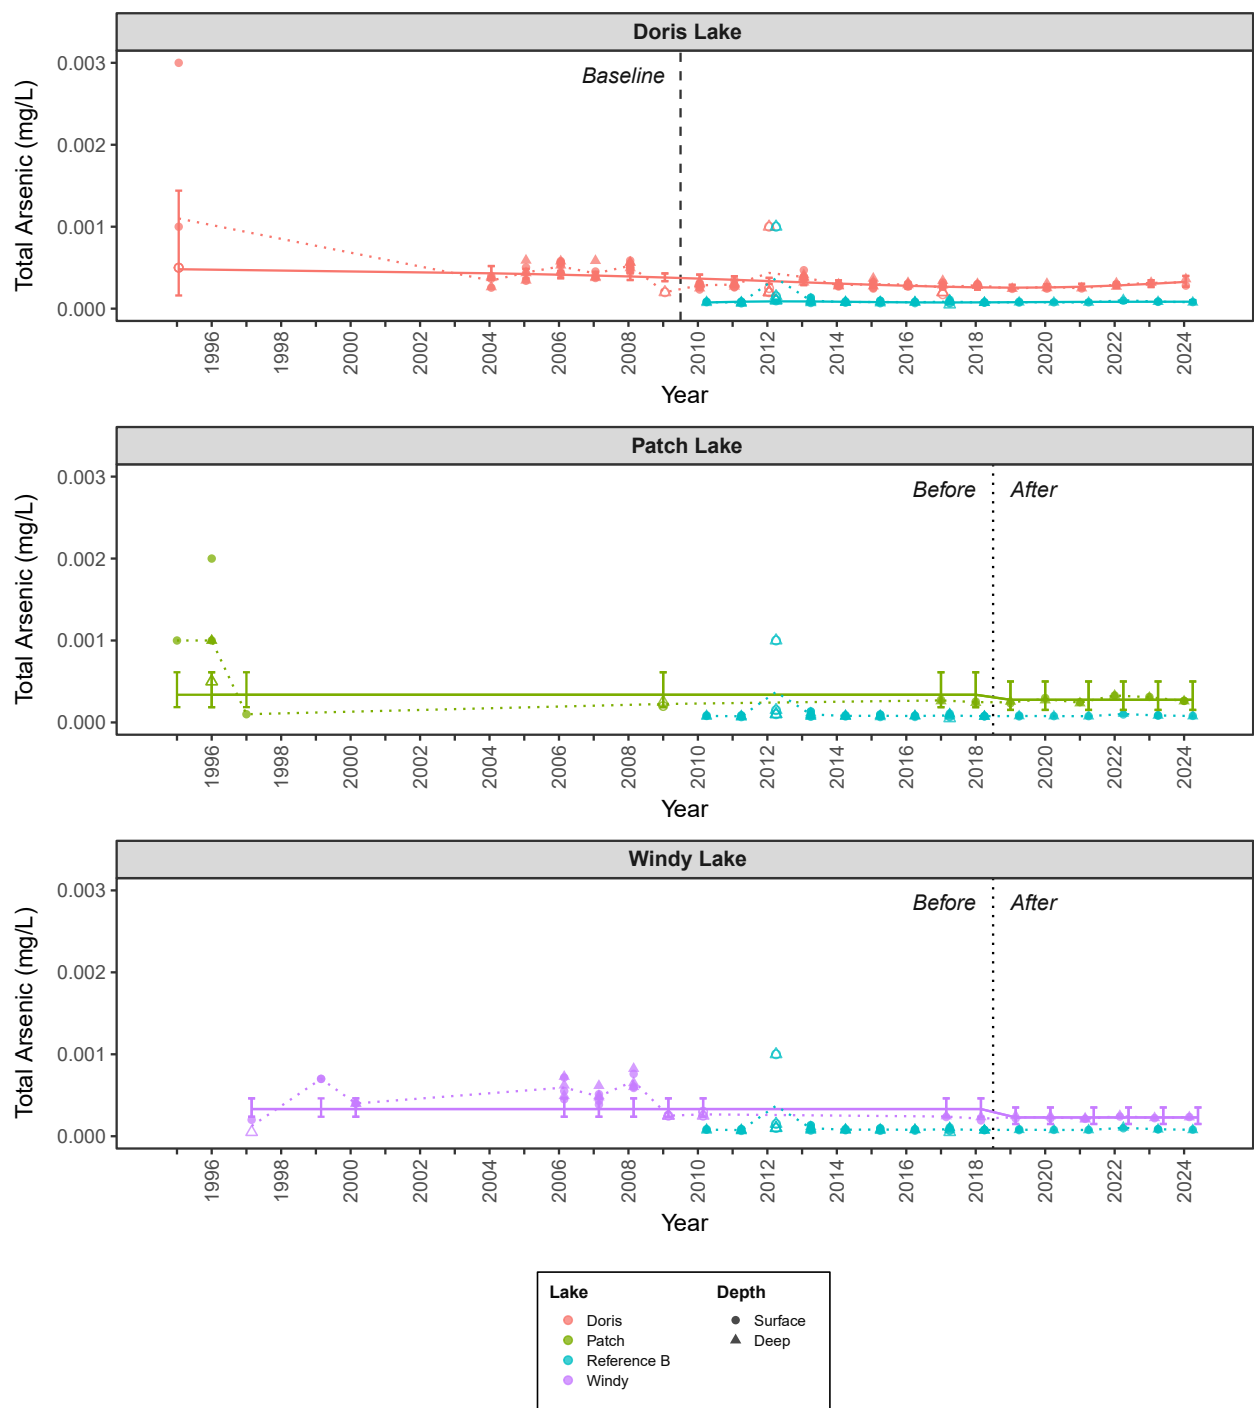 Doris Lake
Total Arsenic (mg/L)
0.003
0.002
0.001
0.000
Baseline
1996 1998 2000 2002 2004 2006 2008 2010 2012 2014 2016 2018 2020 2022 2024
Year
Patch Lake
Total Arsenic (mg/L)
0.003
0.002
0.001
0.000
Before After
1996 1998 2000 2002 2004 2006 2008 2010 2012 2014 2016 2018 2020 2022 2024
Year
Windy Lake
Total Arsenic (mg/L)
0.003
0.002
0.001
0.000
Before After
1996 1998 2000 2002 2004 2006 2008 2010 2012 2014 2016 2018 2020 2022 2024
Year
Lake
Doris
Patch
Reference B
Windy
Depth
Surface
Deep